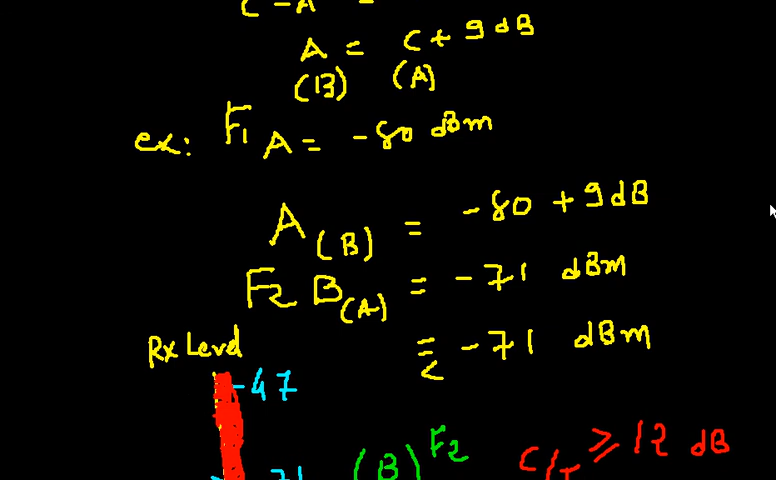 C - A =
A = C + 9 dB
(B) (A)
ex: F1 A = -80 dBm
A(B) = -80 + 9 dB
F2 B(A) = -71 dBm
Rx Level
≤ -71 dBm
-47
-71 (B) F2 C/I ≥ 12 dB